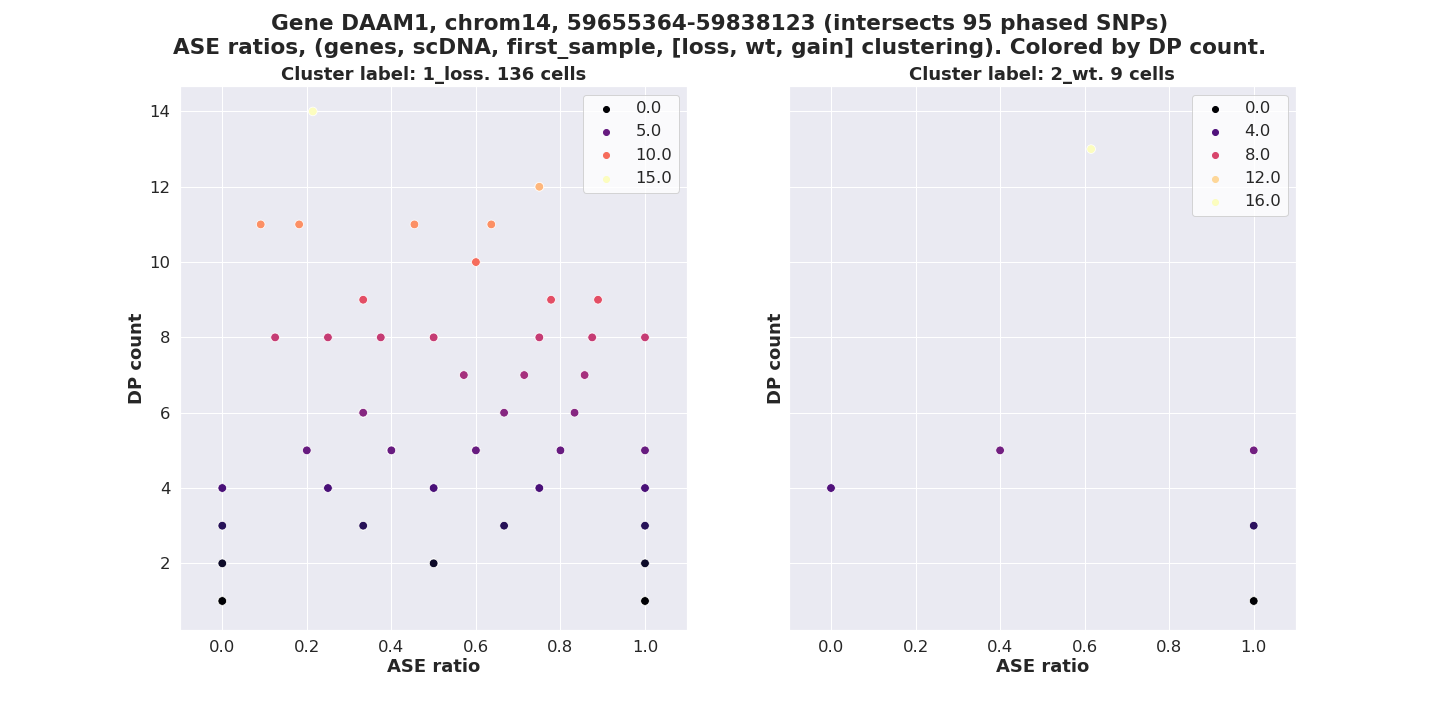 Gene DAAM1, chrom14, 59655364-59838123 (intersects 95 phased SNPs)
ASE ratios, (genes, scDNA, first_sample, [loss, wt, gain] clustering). Colored by DP count.
Cluster label: 1_loss. 136 cells
DP count
14
12
10
8
6
4
2
0.0
5.0
10.0
15.0
0.0 0.2 0.4 0.6 0.8 1.0
ASE ratio
Cluster label: 2_wt. 9 cells
DP count
0.0
4.0
8.0
12.0
16.0
0.0 0.2 0.4 0.6 0.8 1.0
ASE ratio